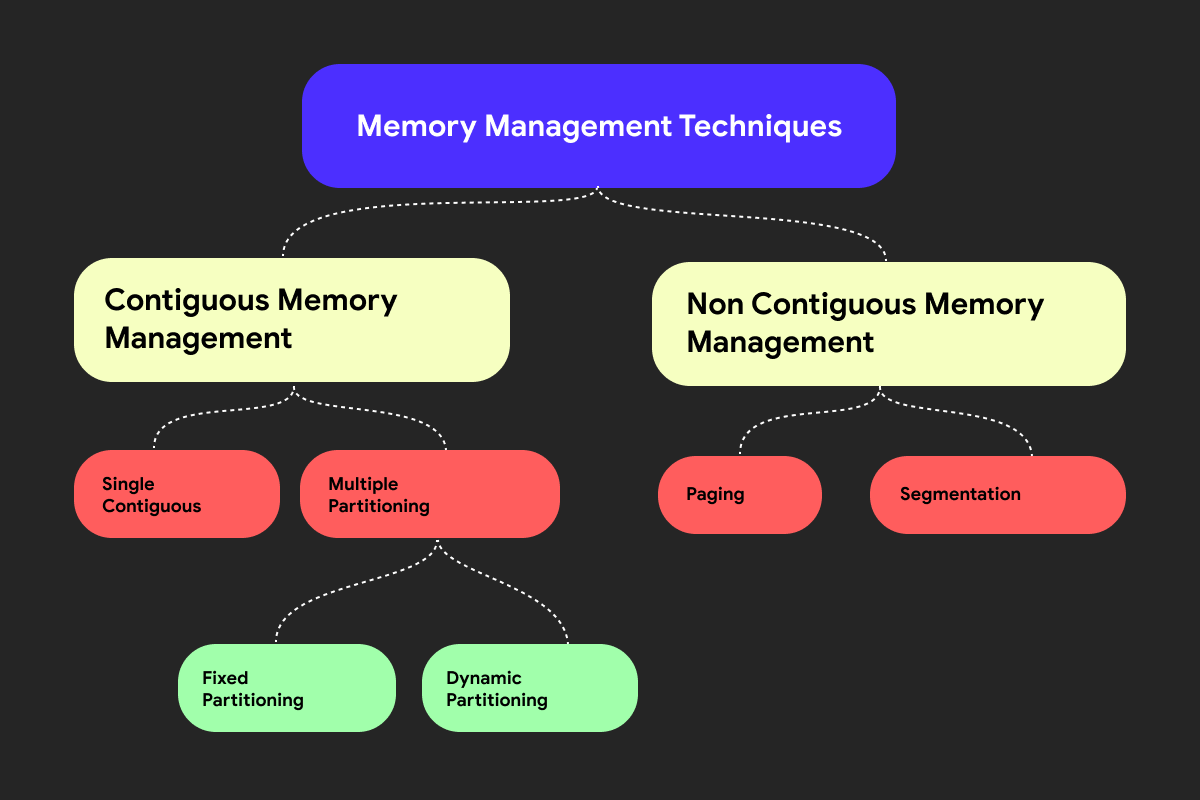 Memory Management Techniques
Contiguous Memory
Management
Non Contiguous Memory
Management
Single
Contiguous
Multiple
Partitioning
Paging
Segmentation
Fixed
Partitioning
Dynamic
Partitioning